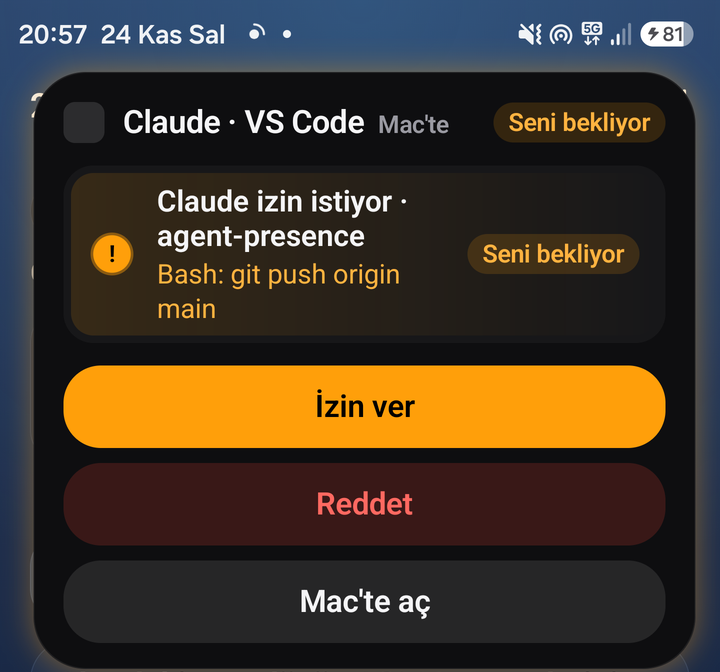 20:57 24 Kas Sal 5G 81
Claude · VS Code Mac'te Seni bekliyor
Claude izin istiyor ·
agent-presence
Seni bekliyor
Bash: git push origin
main
İzin ver
Reddet
Mac'te aç